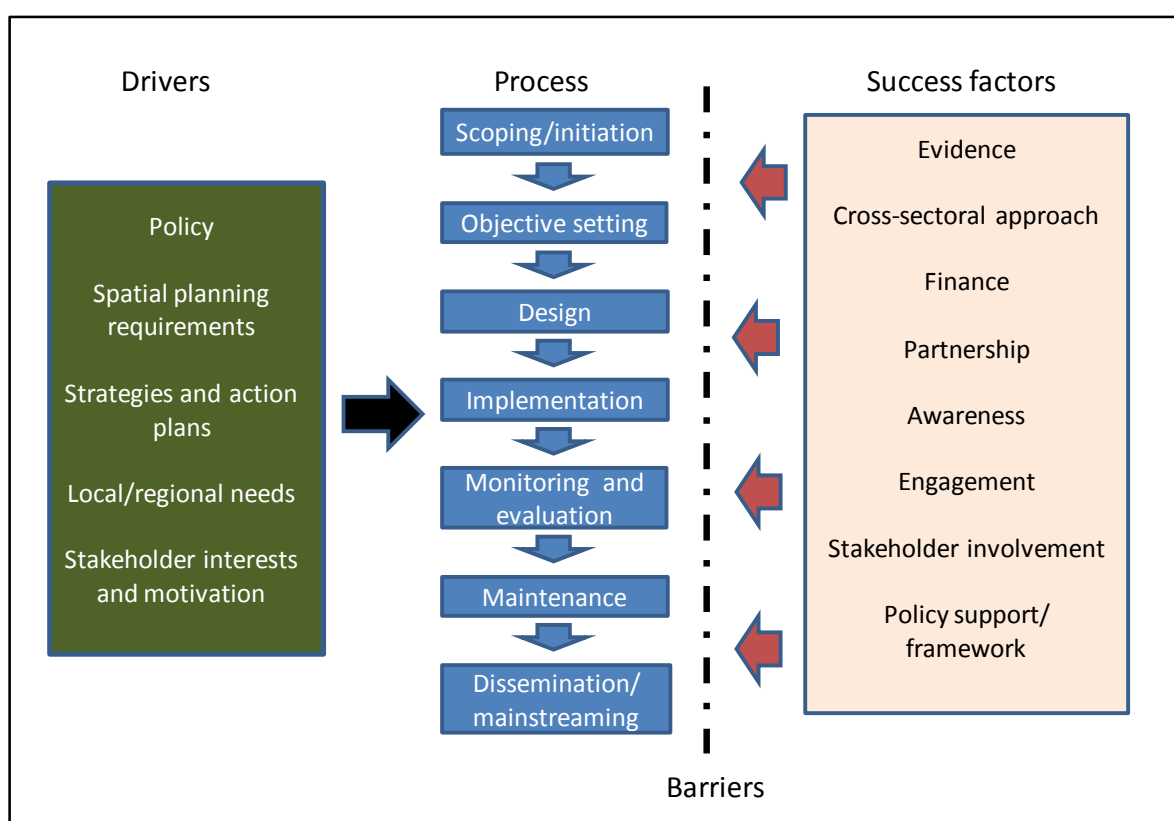 Drivers
Policy
Spatial planning
requirements
Strategies and action
plans
Local/regional needs
Stakeholder interests
and motivation
Process
Scoping/initiation
Objective setting
Design
Implementation
Monitoring and
evaluation
Maintenance
Dissemination/
mainstreaming
Barriers
Success factors
Evidence
Cross-sectoral approach
Finance
Partnership
Awareness
Engagement
Stakeholder involvement
Policy support/
framework